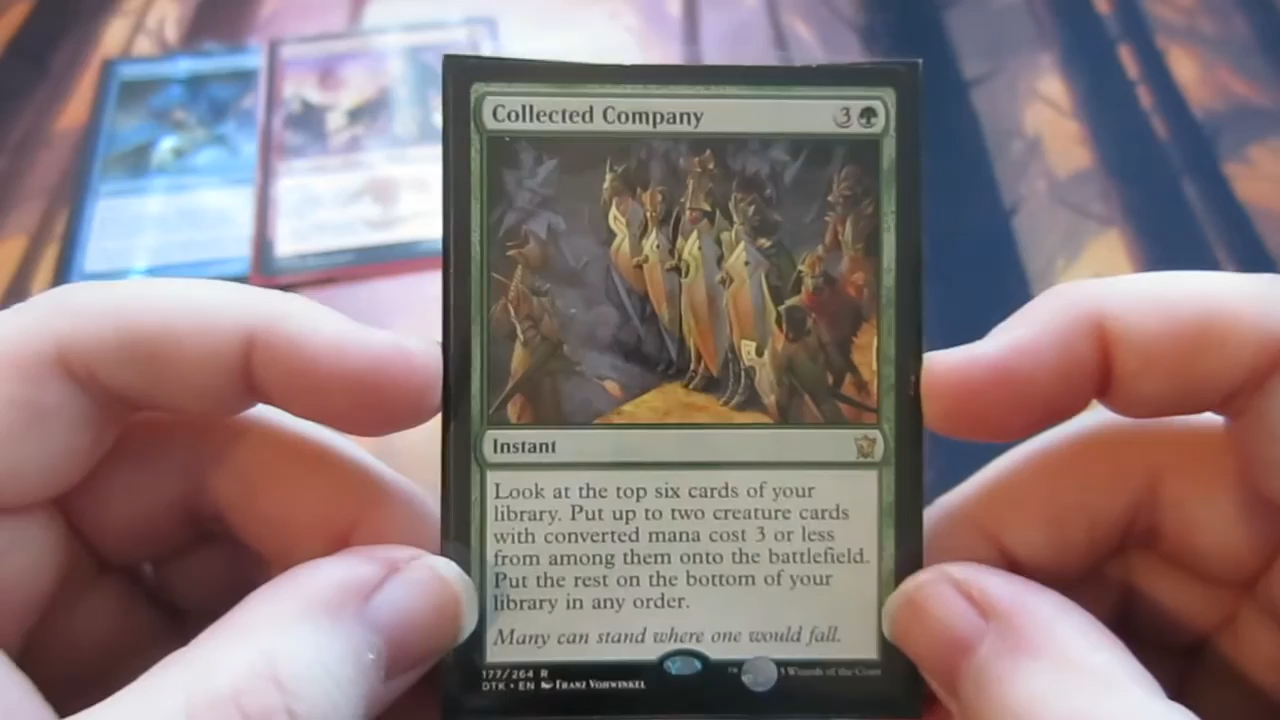 Collected Company 3
Instant
Look at the top six cards of your
library. Put up to two creature cards
with converted mana cost 3 or less
from among them onto the battlefield.
Put the rest on the bottom of your
library in any order.
Many can stand where one would fall.
177/264 R
DTK • EN Franz Vohwinkel
Wizards of the Coast